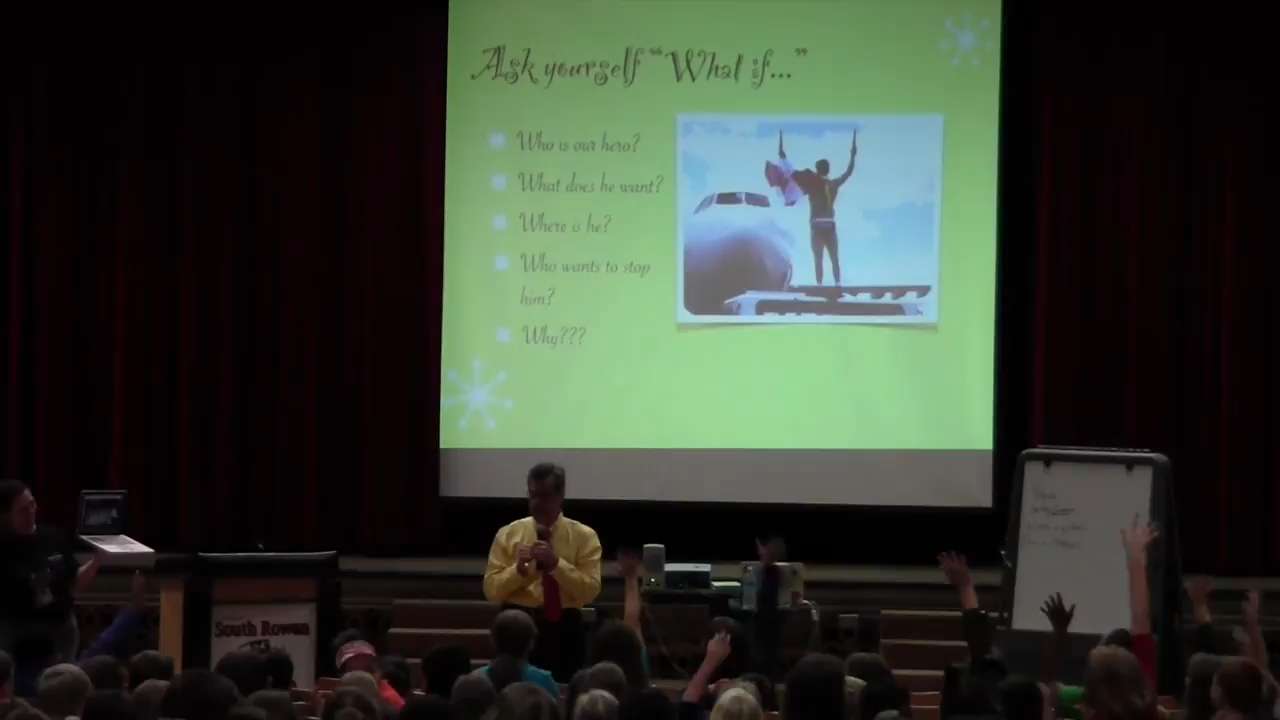 Ask yourself “What if...”
Who is our hero?
What does he want?
Where is he?
Who wants to stop
him?
Why???
South Rowan